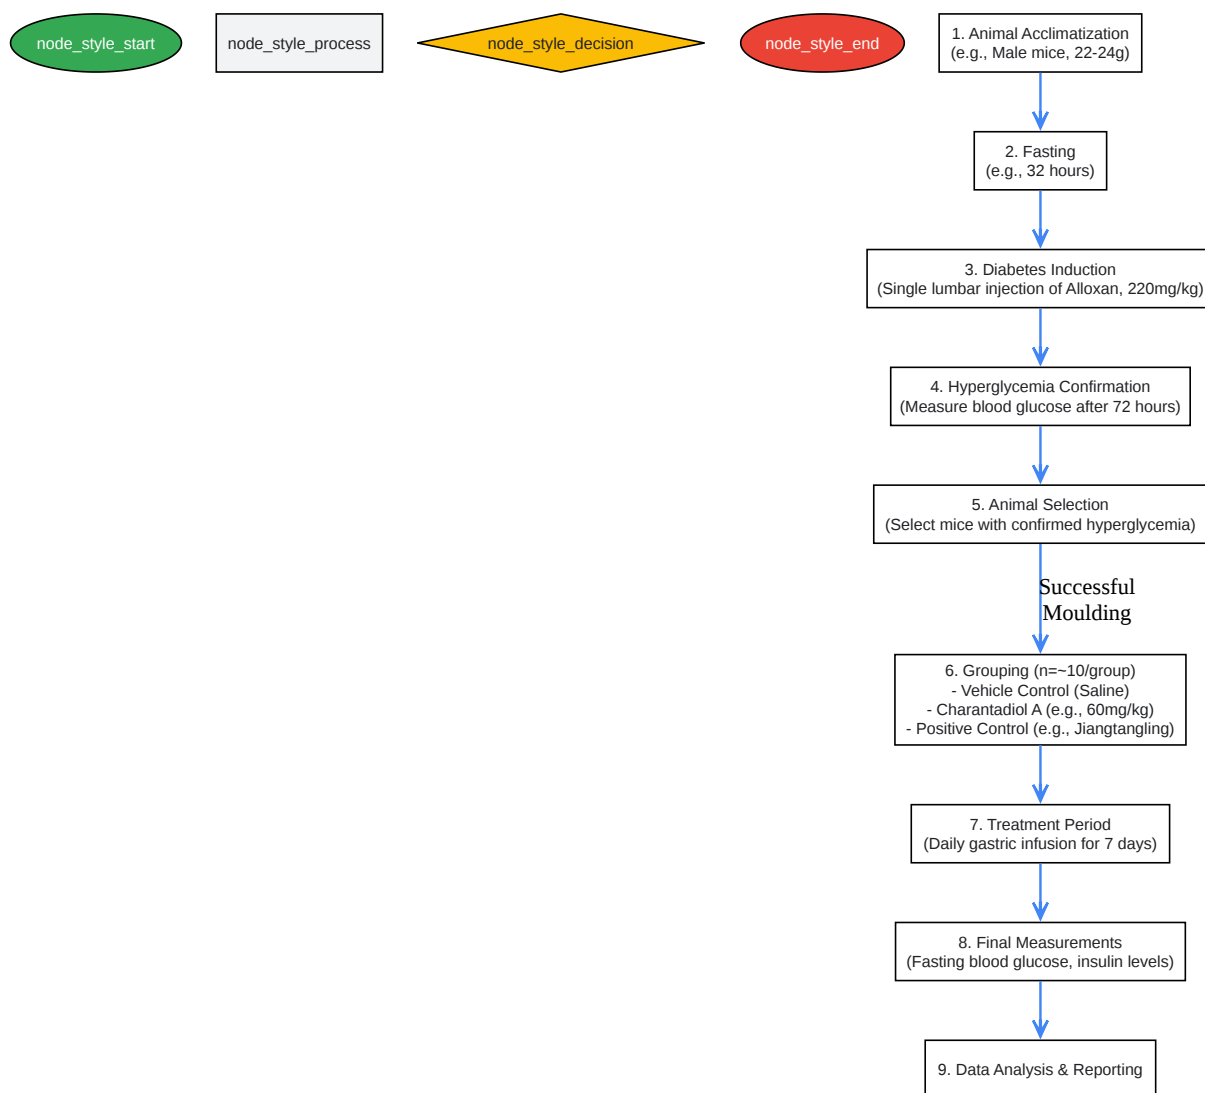 node_style_start
node_style_process
node_style_decision
node_style_end
1. Animal Acclimatization
(e.g., Male mice, 22-24g)
2. Fasting
(e.g., 32 hours)
3. Diabetes Induction
(Single lumbar injection of Alloxan, 220mg/kg)
4. Hyperglycemia Confirmation
(Measure blood glucose after 72 hours)
5. Animal Selection
(Select mice with confirmed hyperglycemia)
Successful
Moulding
6. Grouping (n=~10/group)
- Vehicle Control (Saline)
- Charantadiol A (e.g., 60mg/kg)
- Positive Control (e.g., Jiangtangling)
7. Treatment Period
(Daily gastric infusion for 7 days)
8. Final Measurements
(Fasting blood glucose, insulin levels)
9. Data Analysis & Reporting